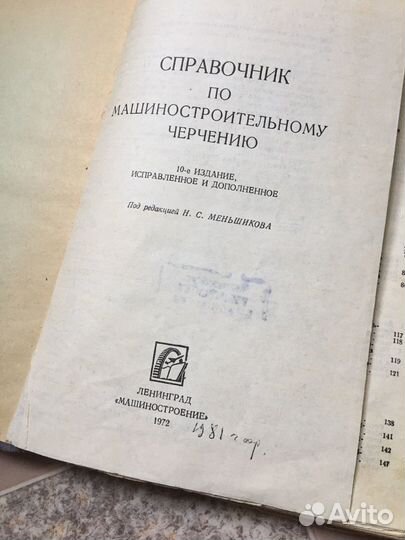 СПРАВОЧНИК
ПО
МАШИНОСТРОИТЕЛЬНОМУ
ЧЕРЧЕНИЮ
10-е ИЗДАНИЕ,
ИСПРАВЛЕННОЕ И ДОПОЛНЕННОЕ
Под редакцией Н. С. МЕНЬШИКОВА
ЛЕНИНГРАД
«МАШИНОСТРОЕНИЕ»
1972
1981
117
118
119
121
138
141
142
147
Avito